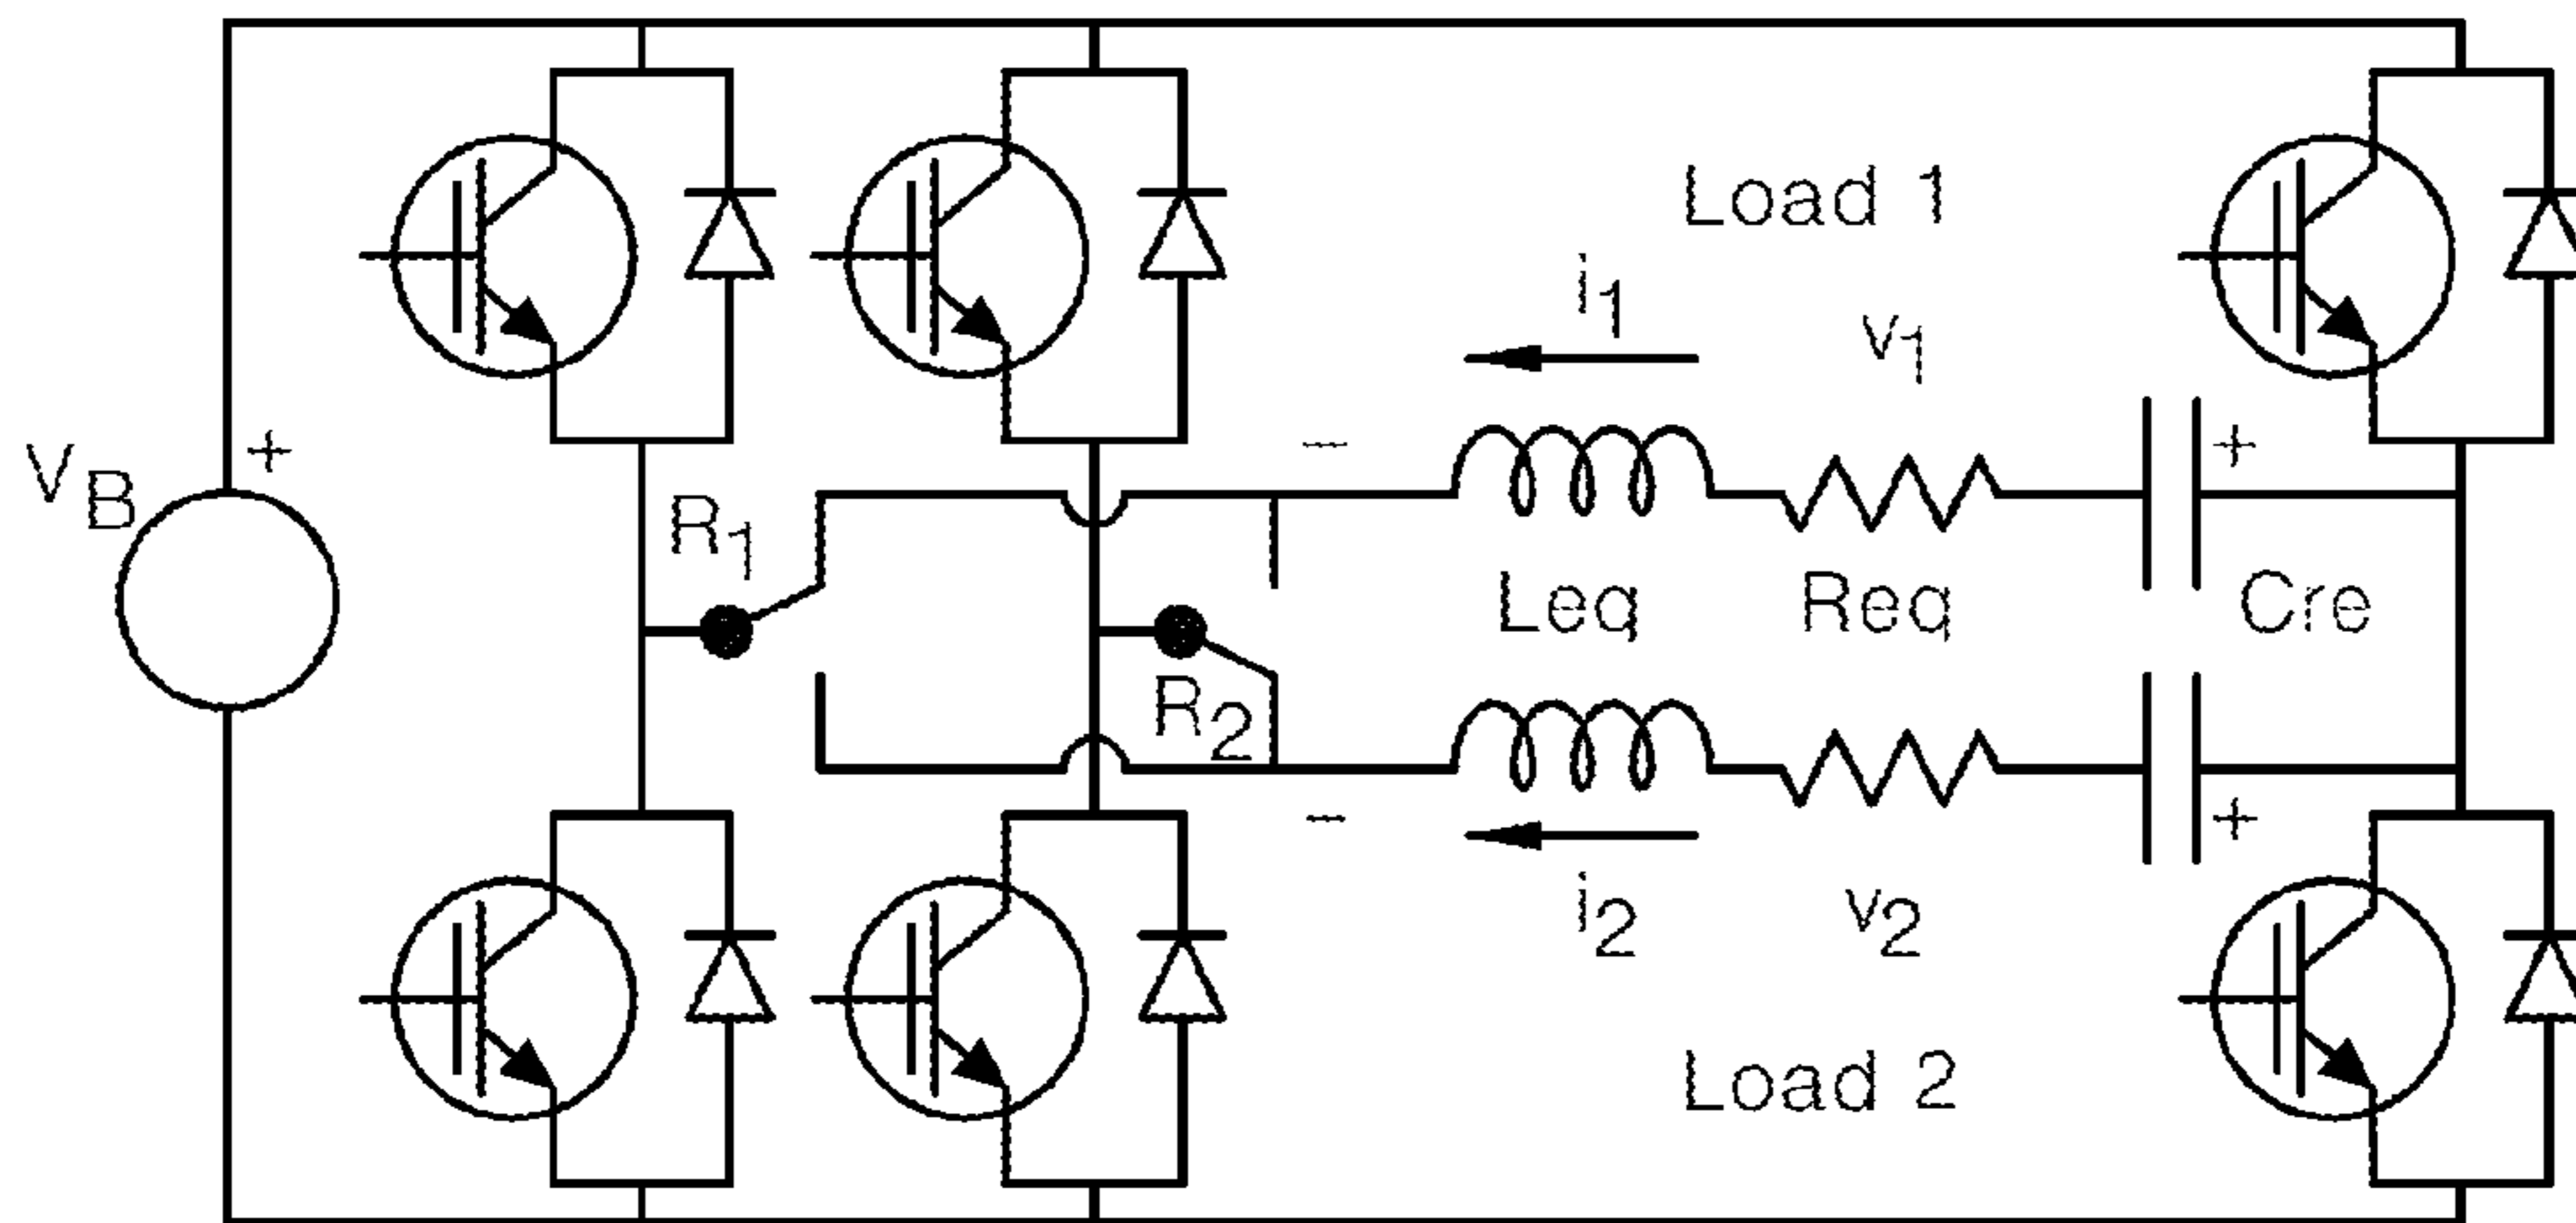 Load 1
i1
v1
+
VB
−
+
R1
Leq
Req
Cre
R2
−
+
i2
v2
Load 2